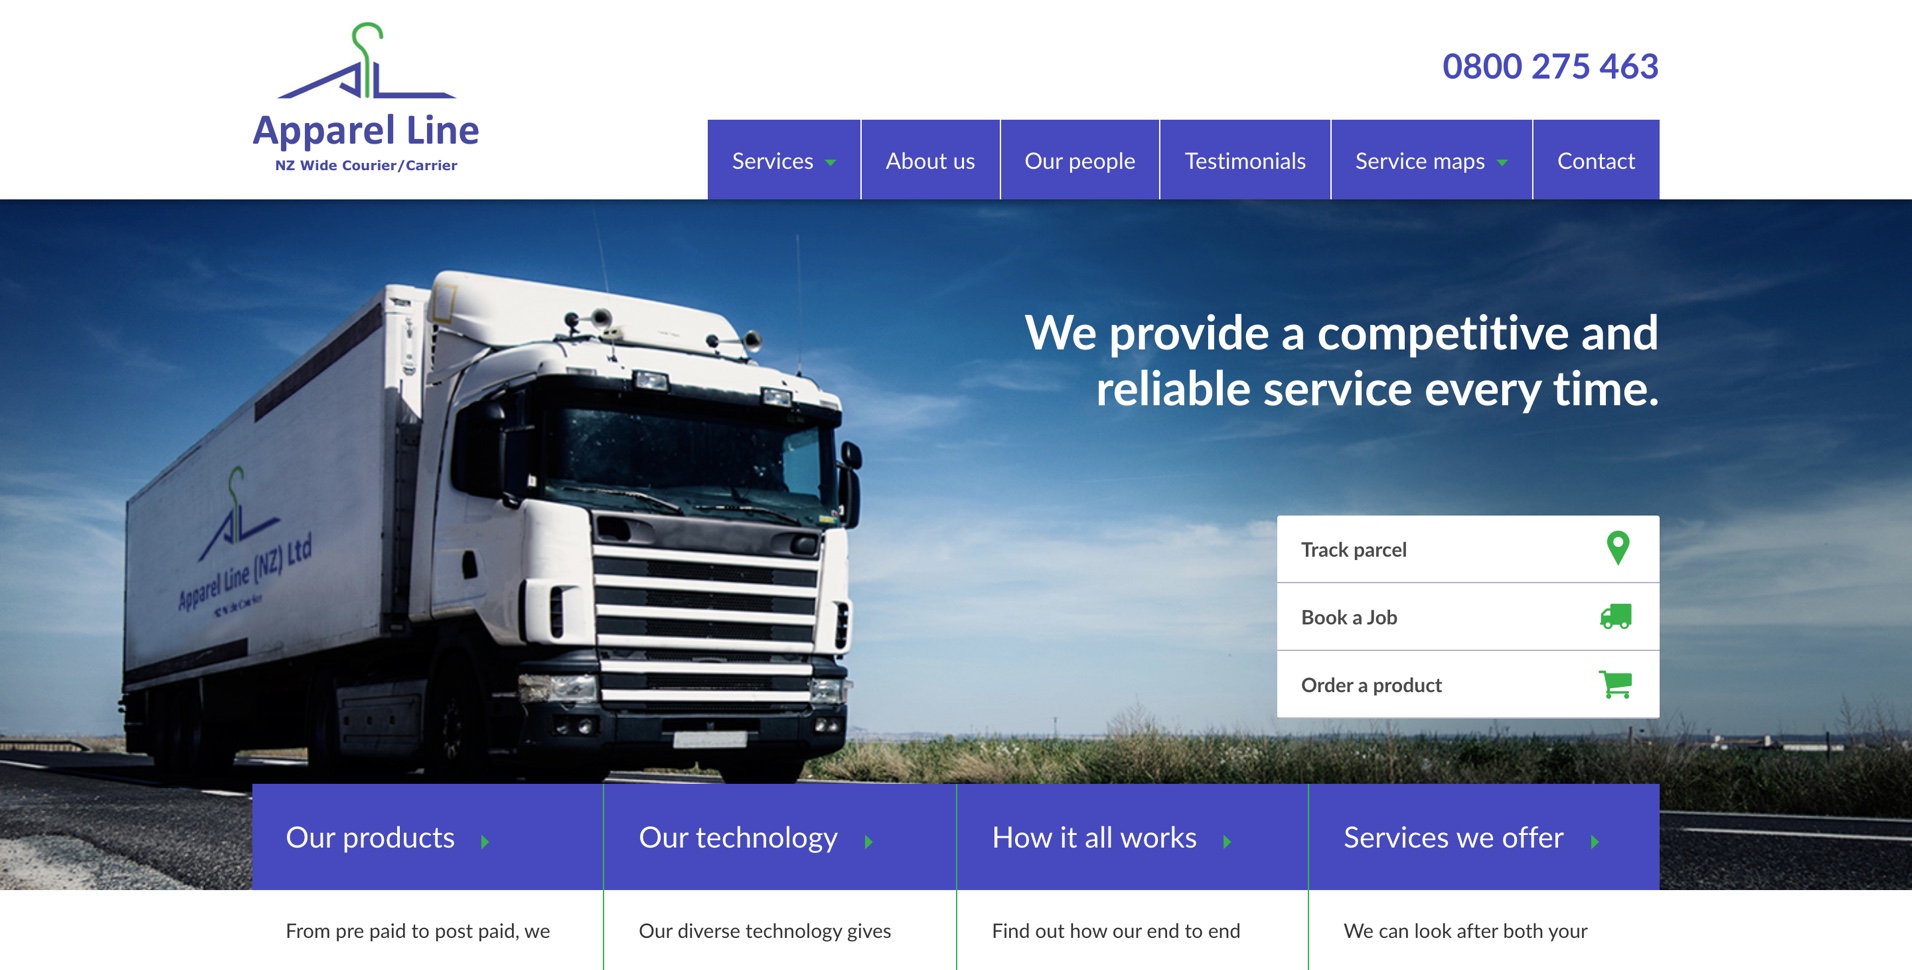 Apparel Line
NZ Wide Courier/Carrier
0800 275 463
Services
About us
Our people
Testimonials
Service maps
Contact
We provide a competitive and
reliable service every time.
Apparel Line (NZ) Ltd
NZ Wide Courier
Track parcel
Book a Job
Order a product
Our products
Our technology
How it all works
Services we offer
From pre paid to post paid, we
Our diverse technology gives
Find out how our end to end
We can look after both your